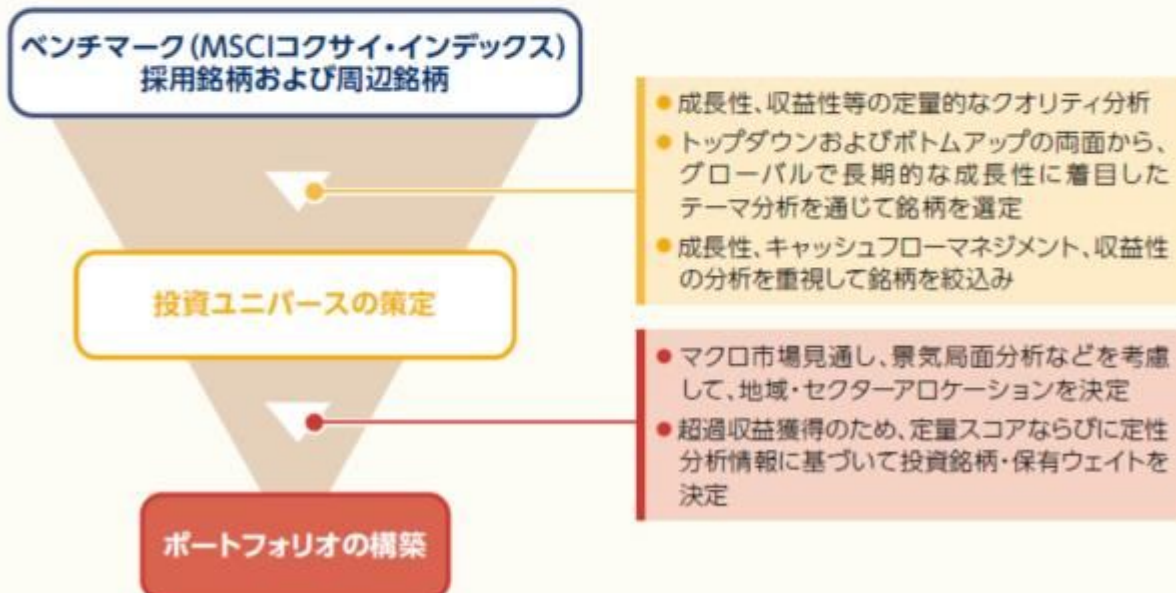 ベンチマーク(MSCIコクサイ・インデックス)
採用銘柄および周辺銘柄
● 成長性、収益性等の定量的なクオリティ分析
● トップダウンおよびボトムアップの両面から、
グローバルで長期的な成長性に着目した
テーマ分析を通じて銘柄を選定
● 成長性、キャッシュフローマネジメント、収益性
の分析を重視して銘柄を絞込み
投資ユニバースの策定
● マクロ市場見通し、景気局面分析などを考慮
して、地域・セクターアロケーションを決定
● 超過収益獲得のため、定量スコアならびに定性
分析情報に基づいて投資銘柄・保有ウェイトを
決定
ポートフォリオの構築